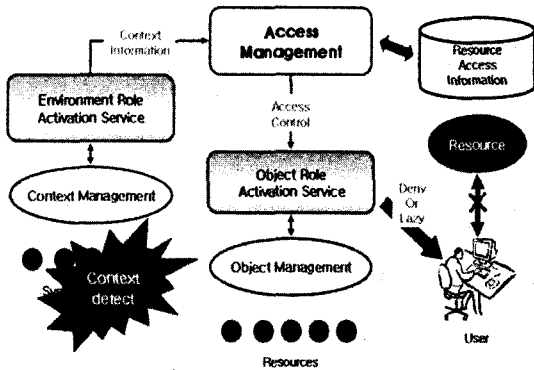 Context
Information
Access
Management
Resource
Access
Information
Environment Role
Activation Service
Access
Control
Resource
Context Management
Object Role
Activation Service
Deny
Or
Lazy
Context
detect
Object Management
User
Resources